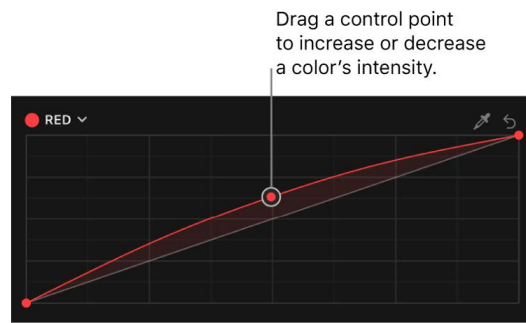 Drag a control point
to increase or decrease
a color’s intensity.
RED